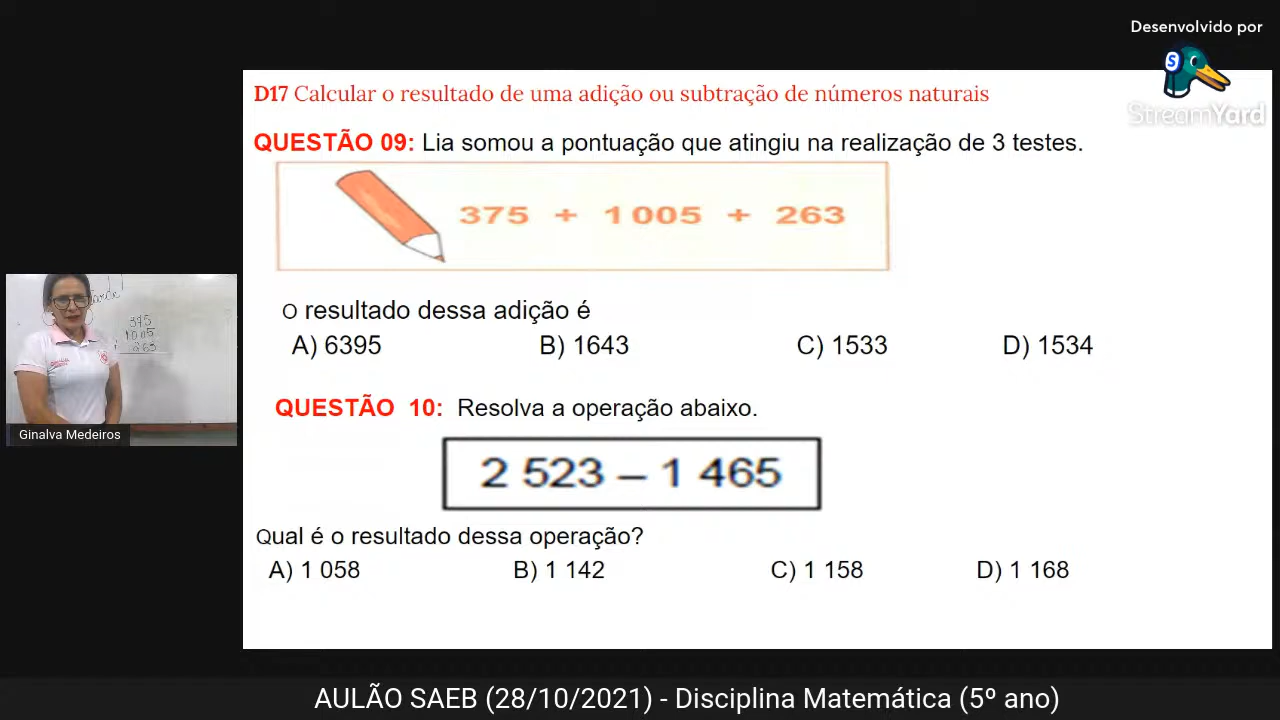 Desenvolvido por
S
StreamYard
D17 Calcular o resultado de uma adição ou subtração de números naturais
QUESTÃO 09: Lia somou a pontuação que atingiu na realização de 3 testes.
375 + 1 005 + 263
O resultado dessa adição é
A) 6395 B) 1643 C) 1533 D) 1534
375
1005
+ 263
Ginalva Medeiros
QUESTÃO 10: Resolva a operação abaixo.
2 523 – 1 465
Qual é o resultado dessa operação?
A) 1 058 B) 1 142 C) 1 158 D) 1 168
AULÃO SAEB (28/10/2021) - Disciplina Matemática (5º ano)